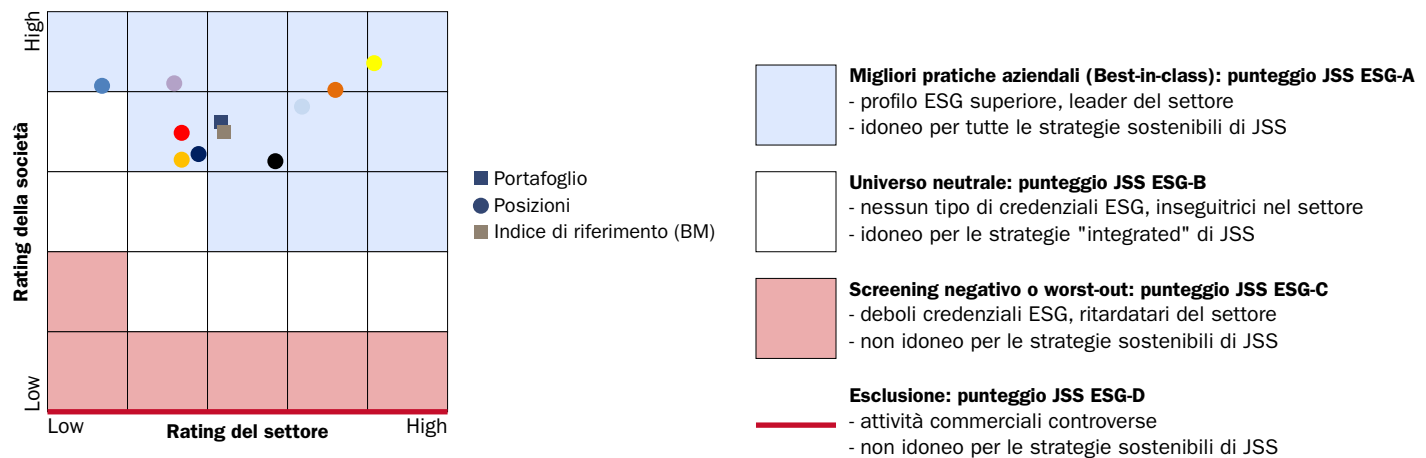 High
Rating della società
Low
Low
Rating del settore
High
Portafoglio
Posizioni
Indice di riferimento (BM)
Migliori pratiche aziendali (Best-in-class): punteggio JSS ESG-A
- profilo ESG superiore, leader del settore
- idoneo per tutte le strategie sostenibili di JSS
Universo neutrale: punteggio JSS ESG-B
- nessun tipo di credenziali ESG, inseguitrici nel settore
- idoneo per le strategie "integrated" di JSS
Screening negativo o worst-out: punteggio JSS ESG-C
- deboli credenziali ESG, ritardatari del settore
- non idoneo per le strategie sostenibili di JSS
Esclusione: punteggio JSS ESG-D
- attività commerciali controverse
- non idoneo per le strategie sostenibili di JSS